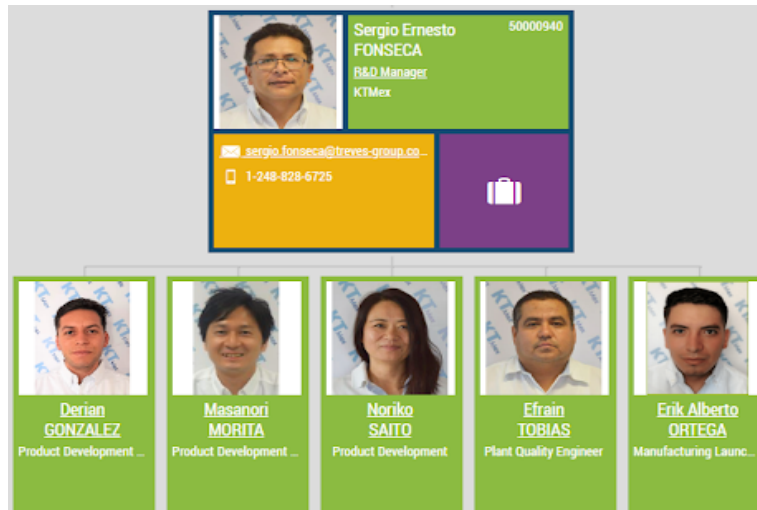 Sergio Ernesto
FONSECA
50000940
R&D Manager
KTMex
sergio.fonseca@treves-group.co...
1-248-828-6725
Derian
GONZALEZ
Product Development ...
Masanori
MORITA
Product Development ...
Noriko
SAITO
Product Development
Efrain
TOBIAS
Plant Quality Engineer
Erik Alberto
ORTEGA
Manufacturing Launc...